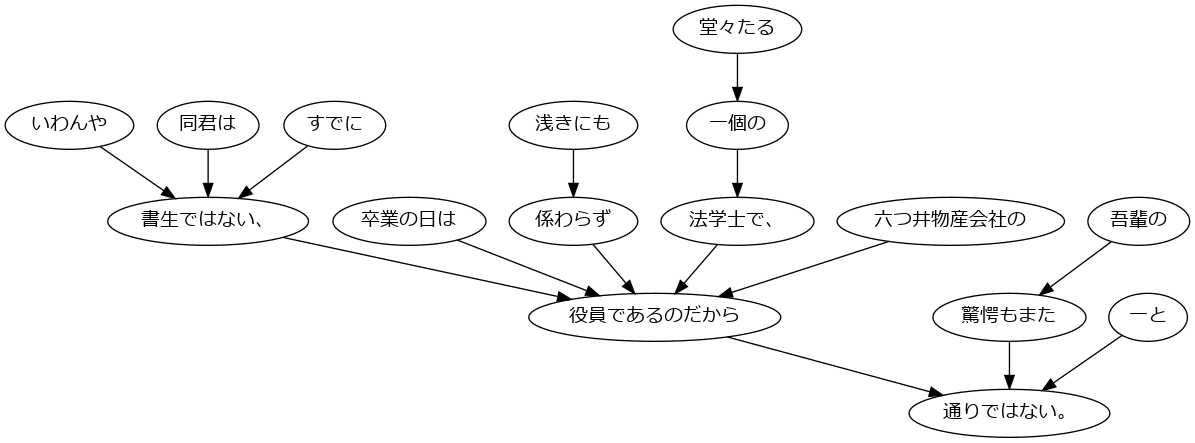 堂々たる
いわんや 同君は すでに 浅きにも 一個の
書生ではない、 卒業の日は 係わらず 法学士で、 六つ井物産会社の 吾輩の
役員であるのだから 驚愕もまた 一と
通りではない。